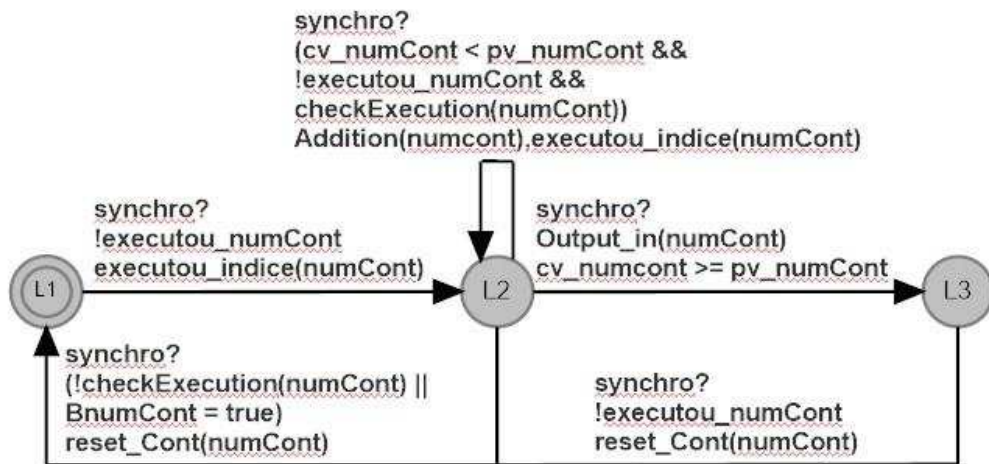 synchro?
(cv_numCont < pv_numCont &&
!executou_numCont &&
checkExecution(numCont))
Addition(numcont),executou_indice(numCont)
synchro?
!executou_numCont
executou_indice(numCont)
synchro?
Output_in(numCont)
cv_numcont >= pv_numCont
L1
L2
L3
synchro?
(!checkExecution(numCont) ||
BnumCont = true)
reset_Cont(numCont)
synchro?
!executou_numCont
reset_Cont(numCont)